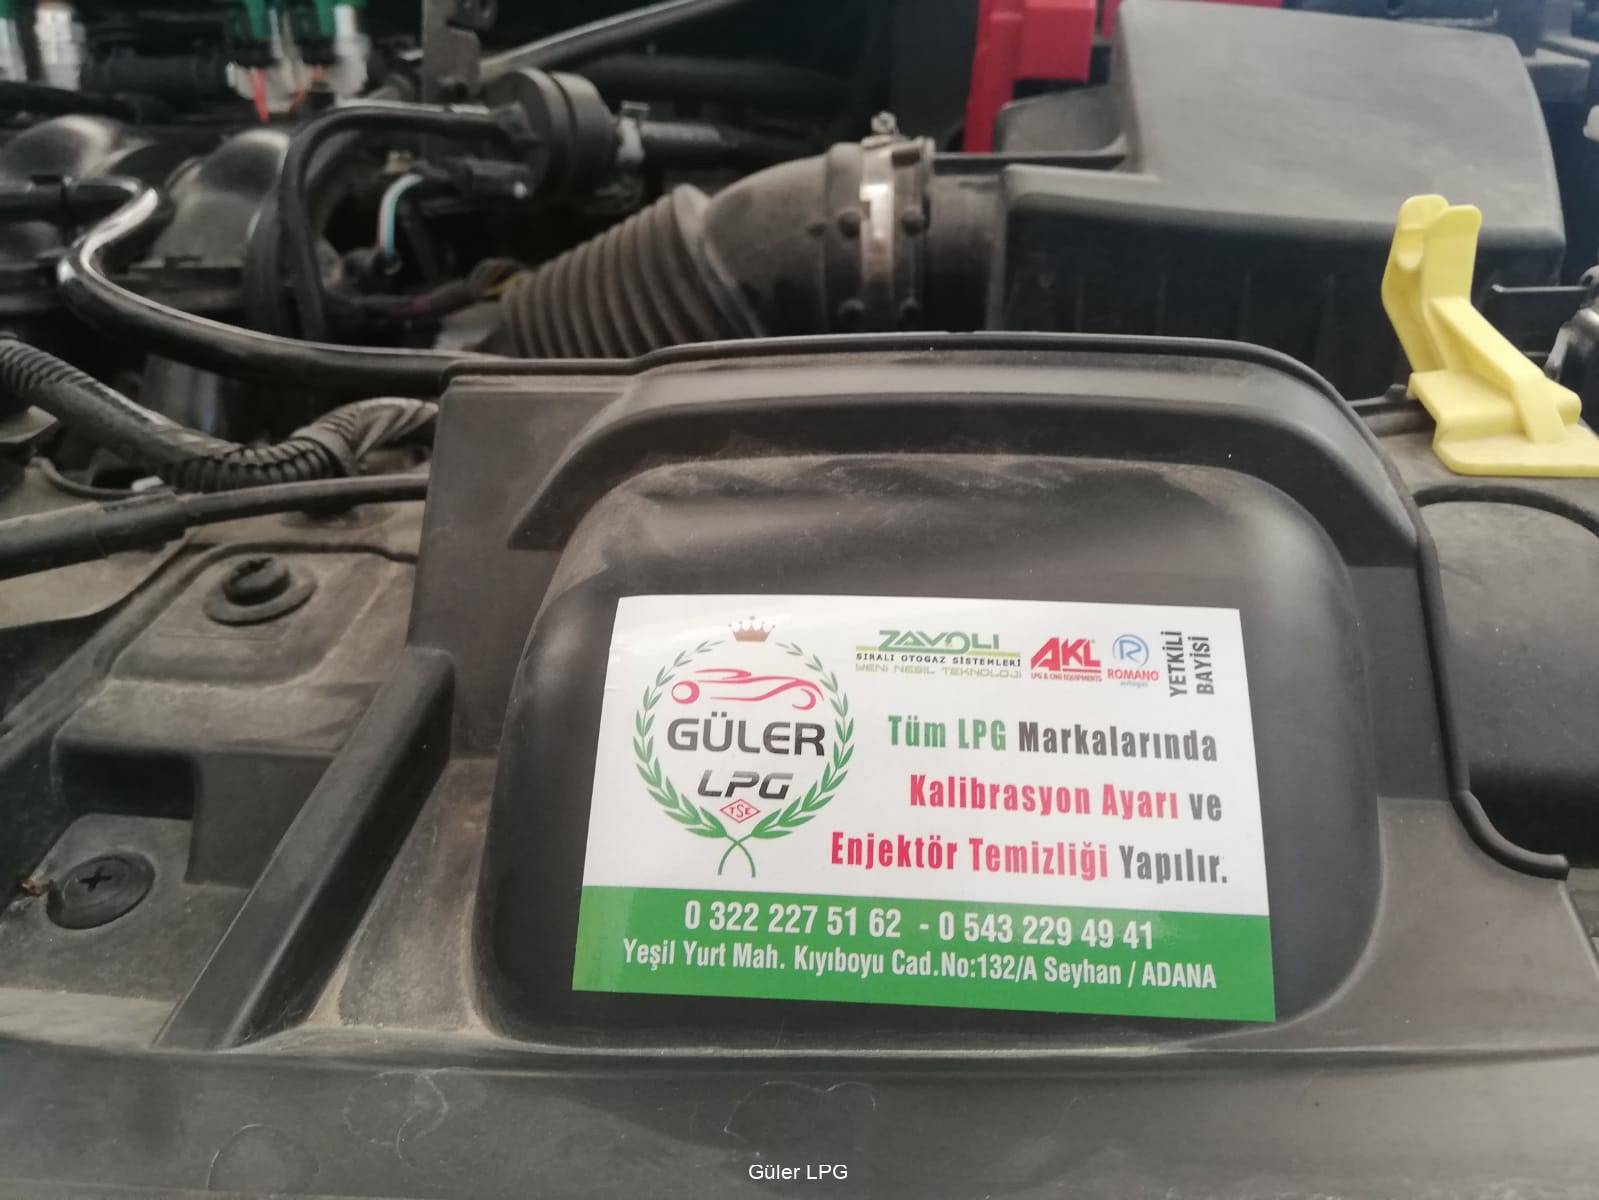 ZAVOLI
SIRALI OTOGAZ SİSTEMLERİ
YENİ NESİL TEKNOLOJİ
AKL
LPG & CNG EQUIPMENTS
R
ROMANO
autogas
YETKİLİ
BAYİSİ
GÜLER
LPG
TSE
Tüm LPG Markalarında
Kalibrasyon Ayarı ve
Enjektör Temizliği Yapılır.
0 322 227 51 62 - 0 543 229 49 41
Yeşil Yurt Mah. Kıyıboyu Cad.No:132/A Seyhan / ADANA
Güler LPG